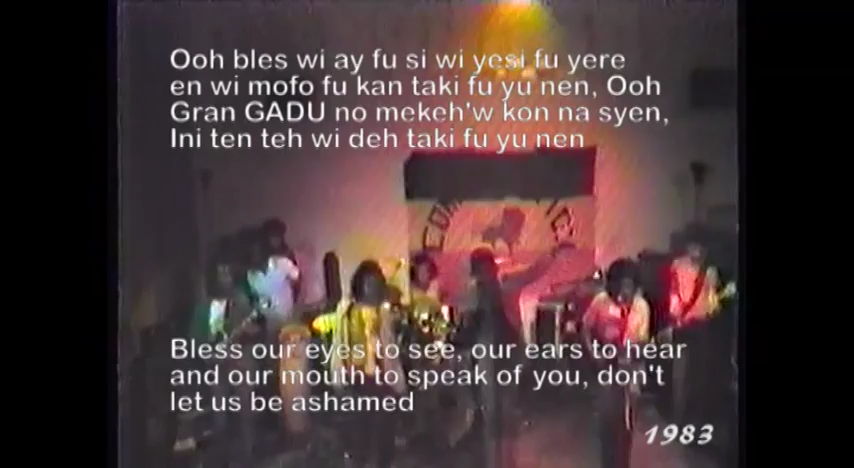 Ooh bles wi ay fu si wi yesi fu yere
en wi mofo fu kan taki fu yu nen, Ooh
Gran GADU no mekeh'w kon na syen,
Ini ten teh wi deh taki fu yu nen
Bless our eyes to see, our ears to hear
and our mouth to speak of you, don't
let us be ashamed
1983